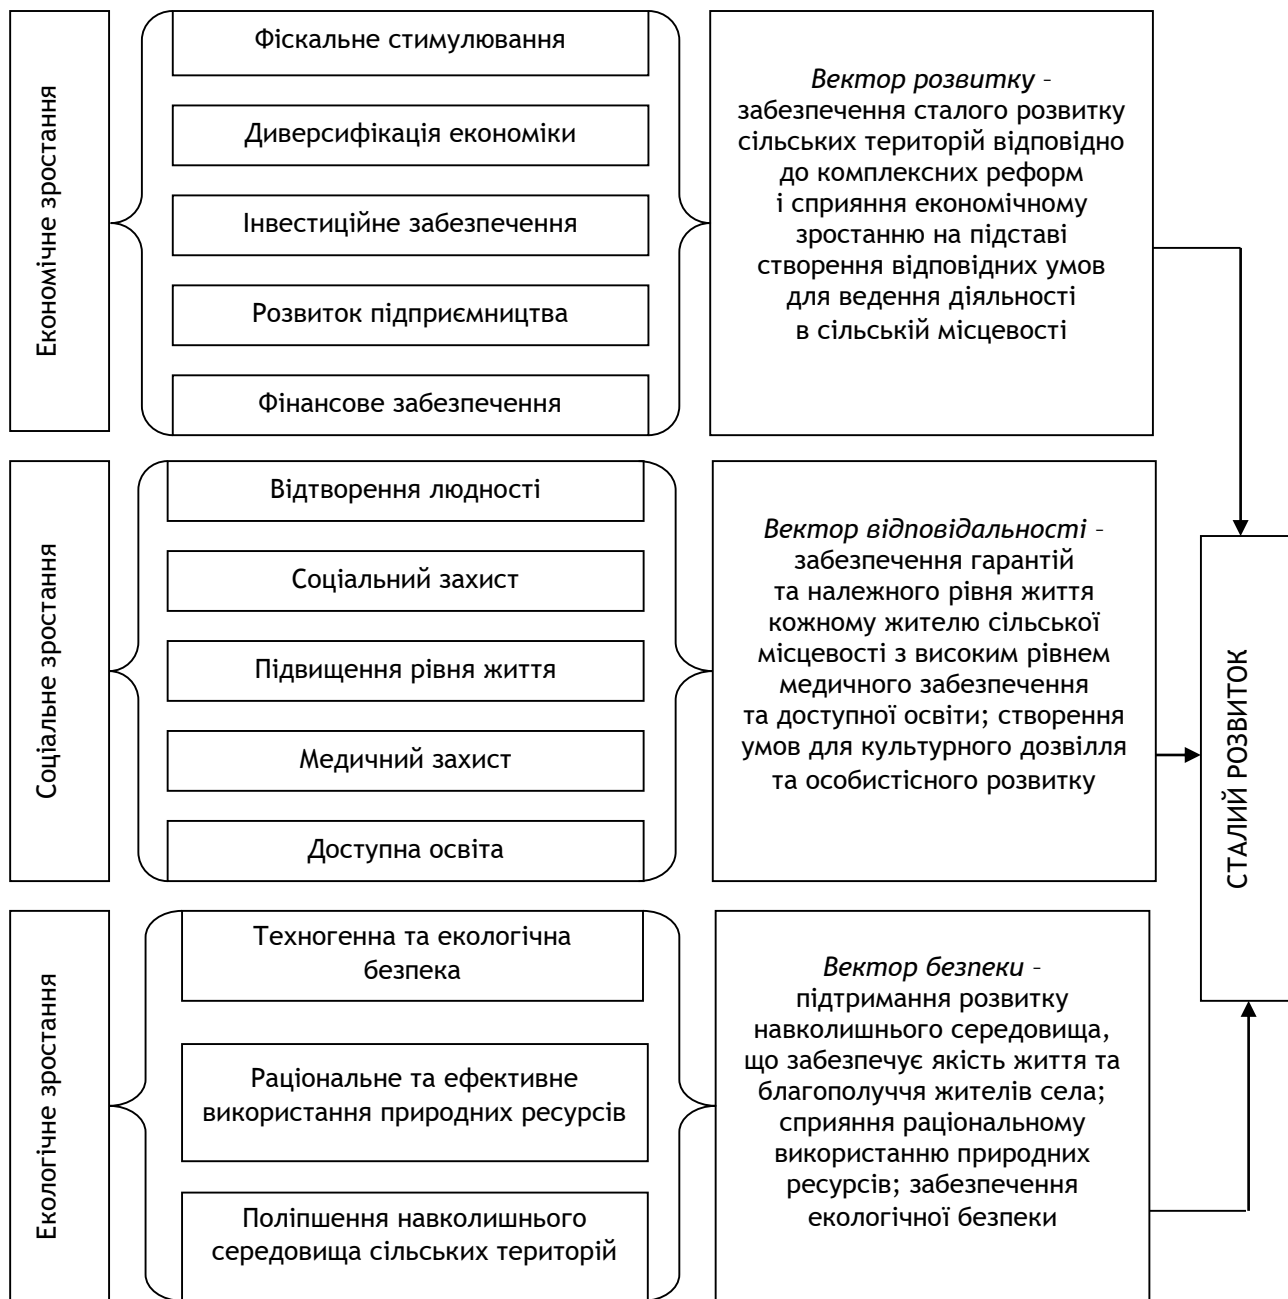 Економічне зростання
Фіскальне стимулювання
Диверсифікація економіки
Інвестиційне забезпечення
Розвиток підприємництва
Фінансове забезпечення
Вектор розвитку -
забезпечення сталого розвитку
сільських територій відповідно
до комплексних реформ
і сприяння економічному
зростанню на підставі
створення відповідних умов
для ведення діяльності
в сільській місцевості
Соціальне зростання
Відтворення людності
Соціальний захист
Підвищення рівня життя
Медичний захист
Доступна освіта
Вектор відповідальності -
забезпечення гарантій
та належного рівня життя
кожному жителю сільської
місцевості з високим рівнем
медичного забезпечення
та доступної освіти; створення
умов для культурного дозвілля
та особистісного розвитку
Екологічне зростання
Техногенна та екологічна
безпека
Раціональне та ефективне
використання природних ресурсів
Поліпшення навколишнього
середовища сільських територій
Вектор безпеки -
підтримання розвитку
навколишнього середовища,
що забезпечує якість життя та
благополуччя жителів села;
сприяння раціональному
використанню природних
ресурсів; забезпечення
екологічної безпеки
СТАЛИЙ РОЗВИТОК